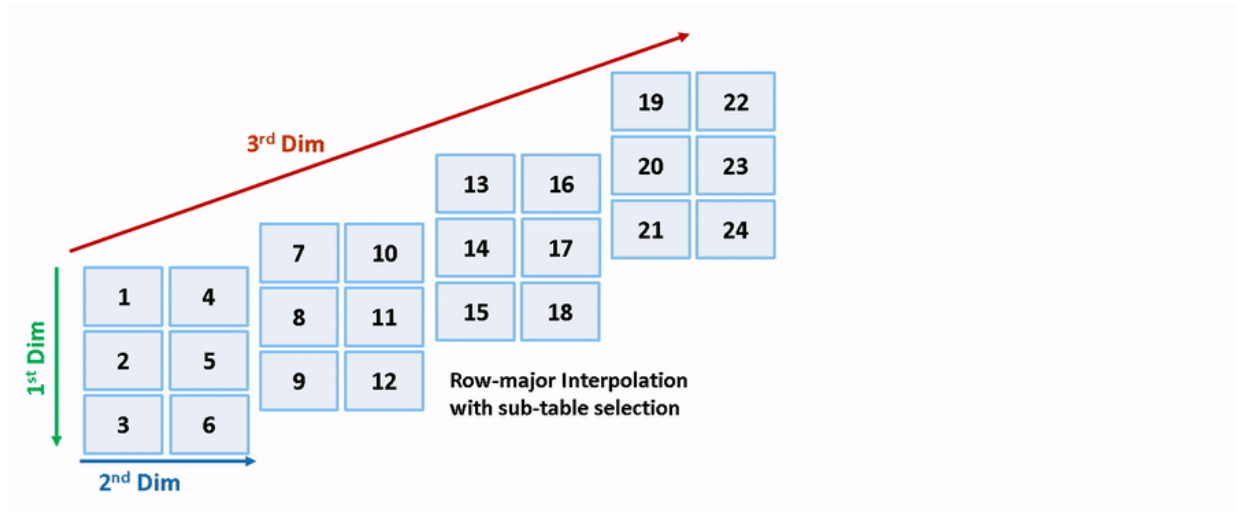 3rd Dim
19 22
20 23
21 24
13 16
14 17
15 18
7 10
8 11
9 12
1 4
2 5
3 6
1st Dim
2nd Dim
Row-major Interpolation
with sub-table selection